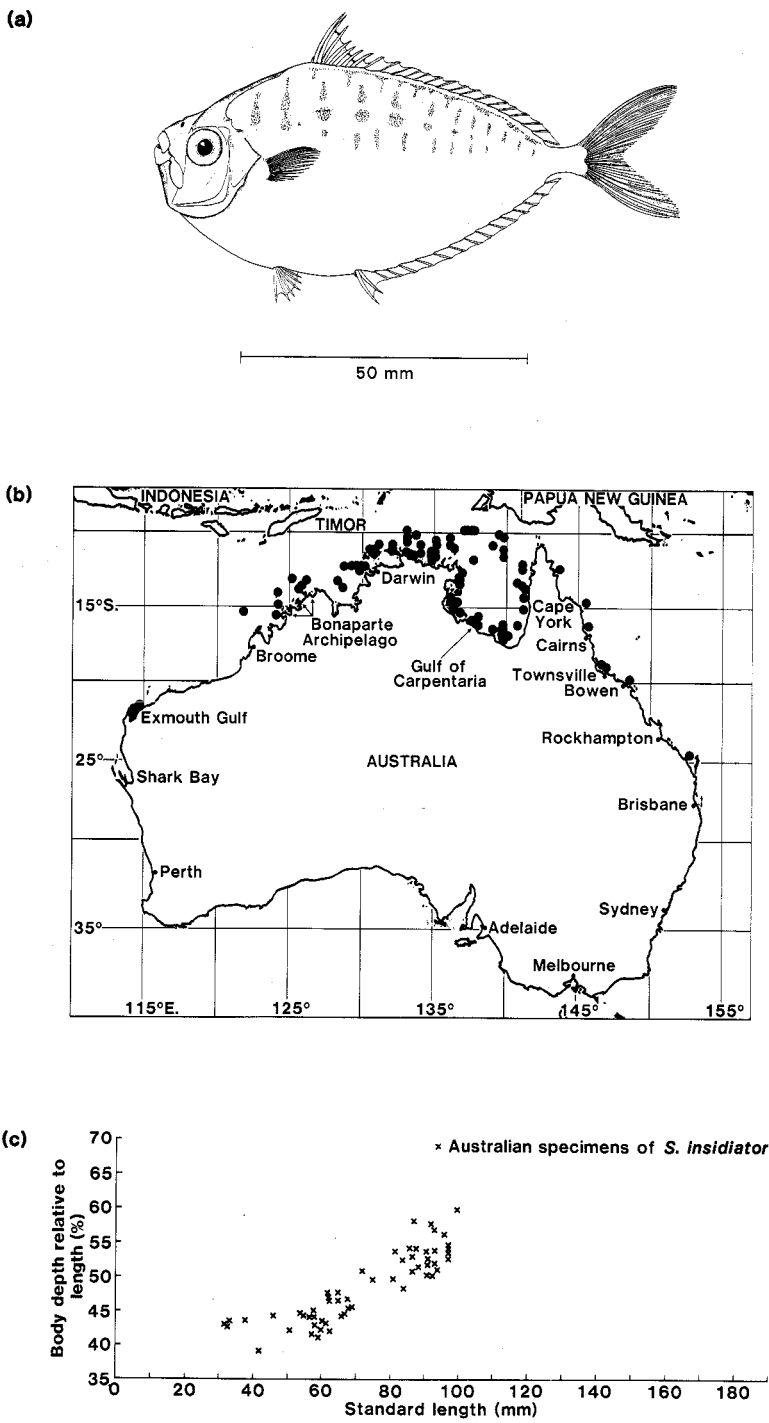 (a)
50 mm
(b)
INDONESIA
PAPUA NEW GUINEA
TIMOR
Darwin
15°S.
Bonaparte
Archipelago
Cape
York
Broome
Cairns
Gulf of
Carpentaria
Townsville
Bowen
Exmouth Gulf
Rockhampton
25°
AUSTRALIA
Shark Bay
Brisbane
Perth
Sydney
35°
Adelaide
Melbourne
115°E.
125°
135°
145°
155°
(c)
× Australian specimens of S. insidiator
Body depth relative to
length (%)
70
65
60
55
50
45
40
35
0 20 40 60 80 100 120 140 160 180
Standard length (mm)